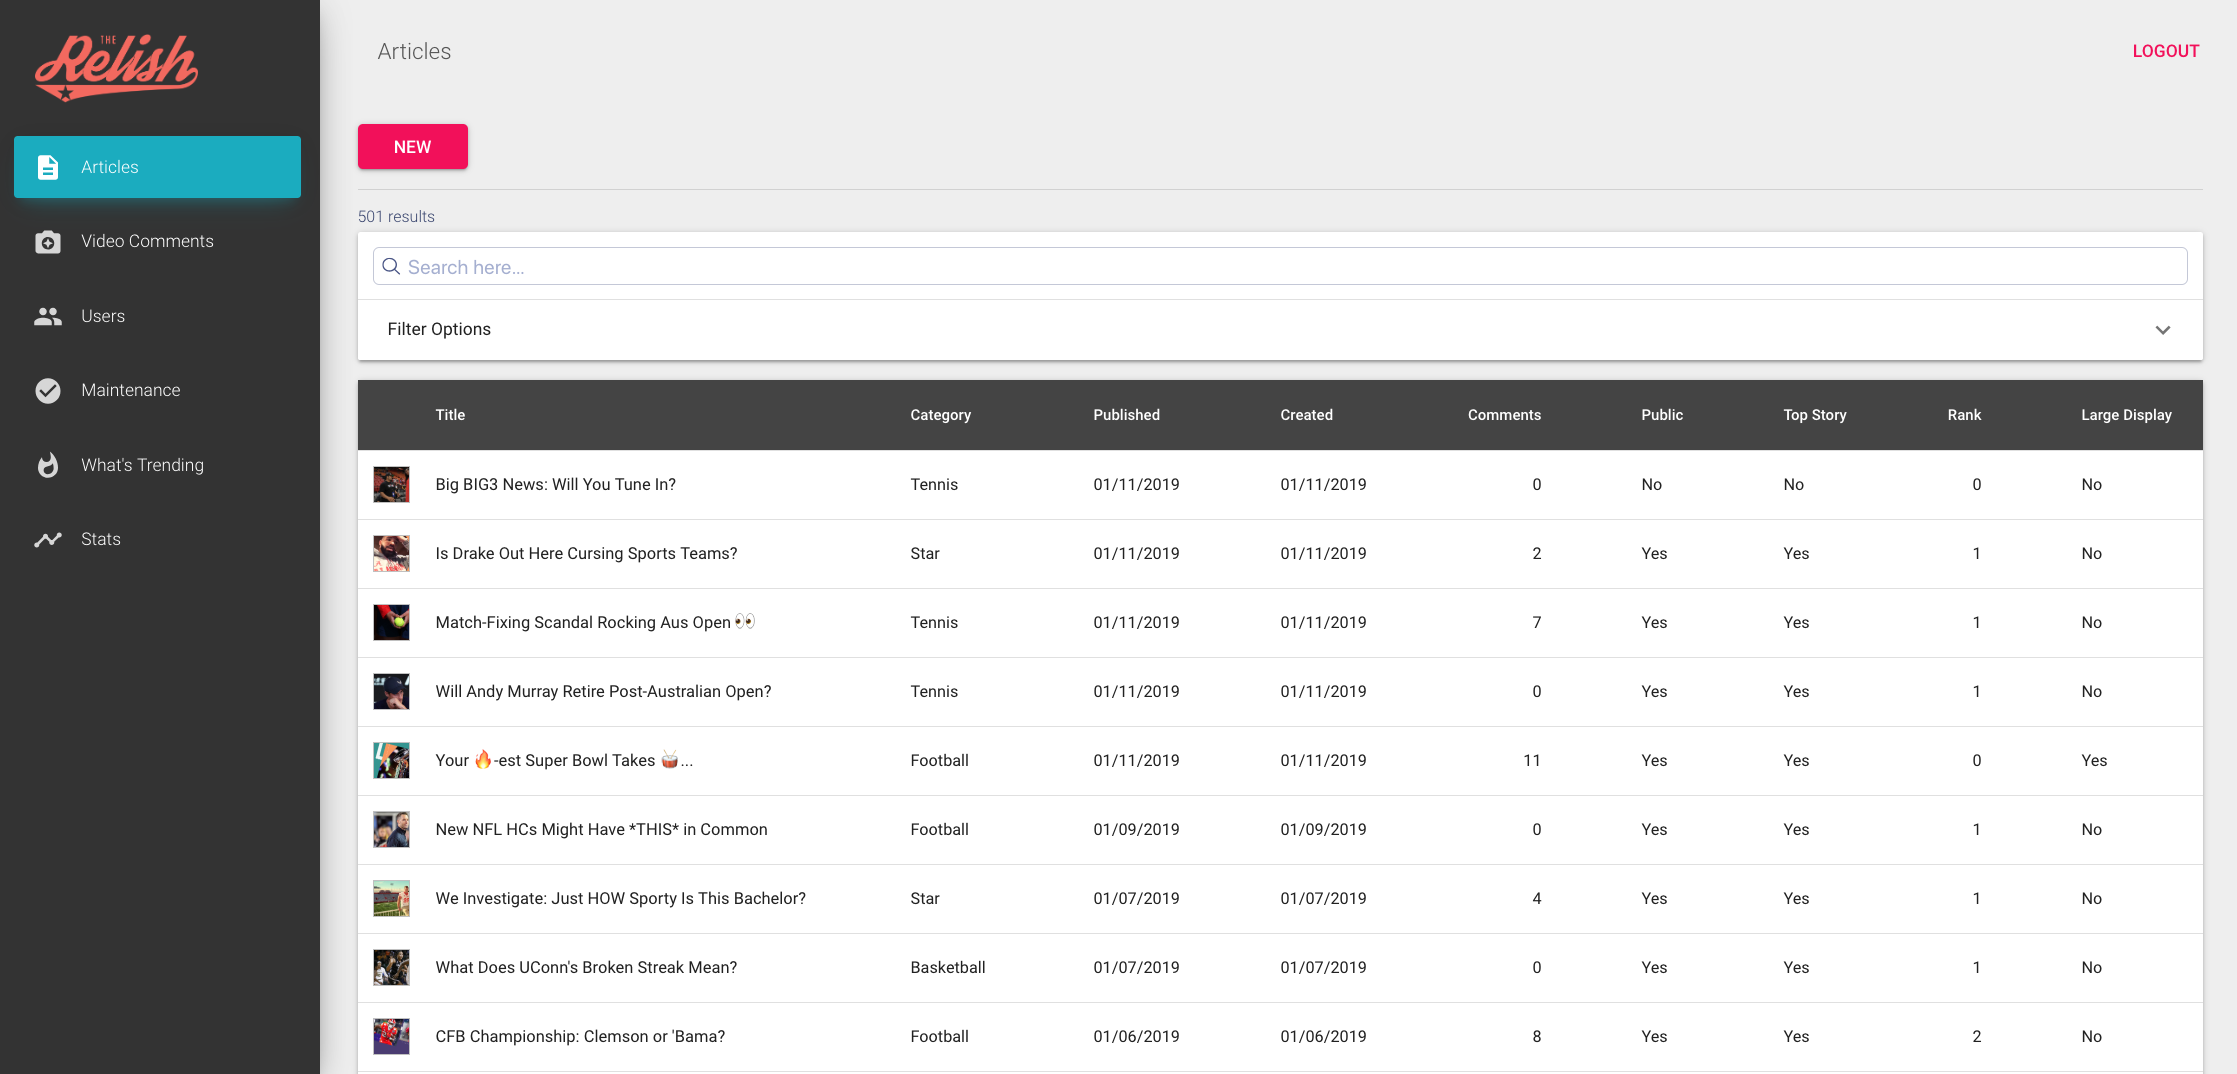 THE
Relish
Articles
LOGOUT
Articles
Video Comments
Users
Maintenance
What's Trending
Stats
NEW
501 results
Search here...
Filter Options
Title Category Published Created Comments Public Top Story Rank Large Display
Big BIG3 News: Will You Tune In? Tennis 01/11/2019 01/11/2019 0 No No 0 No
Is Drake Out Here Cursing Sports Teams? Star 01/11/2019 01/11/2019 2 Yes Yes 1 No
Match-Fixing Scandal Rocking Aus Open 👀 Tennis 01/11/2019 01/11/2019 7 Yes Yes 1 No
Will Andy Murray Retire Post-Australian Open? Tennis 01/11/2019 01/11/2019 0 Yes Yes 1 No
Your 🔥-est Super Bowl Takes 🥁... Football 01/11/2019 01/11/2019 11 Yes Yes 0 Yes
New NFL HCs Might Have *THIS* in Common Football 01/09/2019 01/09/2019 0 Yes Yes 1 No
We Investigate: Just HOW Sporty Is This Bachelor? Star 01/07/2019 01/07/2019 4 Yes Yes 1 No
What Does UConn's Broken Streak Mean? Basketball 01/07/2019 01/07/2019 0 Yes Yes 1 No
CFB Championship: Clemson or 'Bama? Football 01/06/2019 01/06/2019 8 Yes Yes 2 No